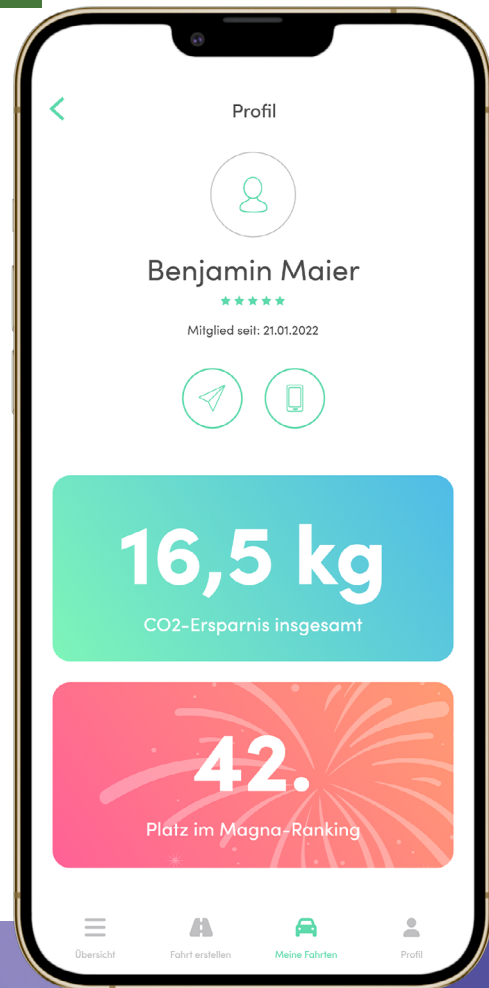 Profil
Benjamin Maier
Mitglied seit: 21.01.2022
16,5 kg
CO2-Ersparnis insgesamt
42.
Platz im Magna-Ranking
Übersicht
Fahrt erstellen
Meine Fahrten
Profil